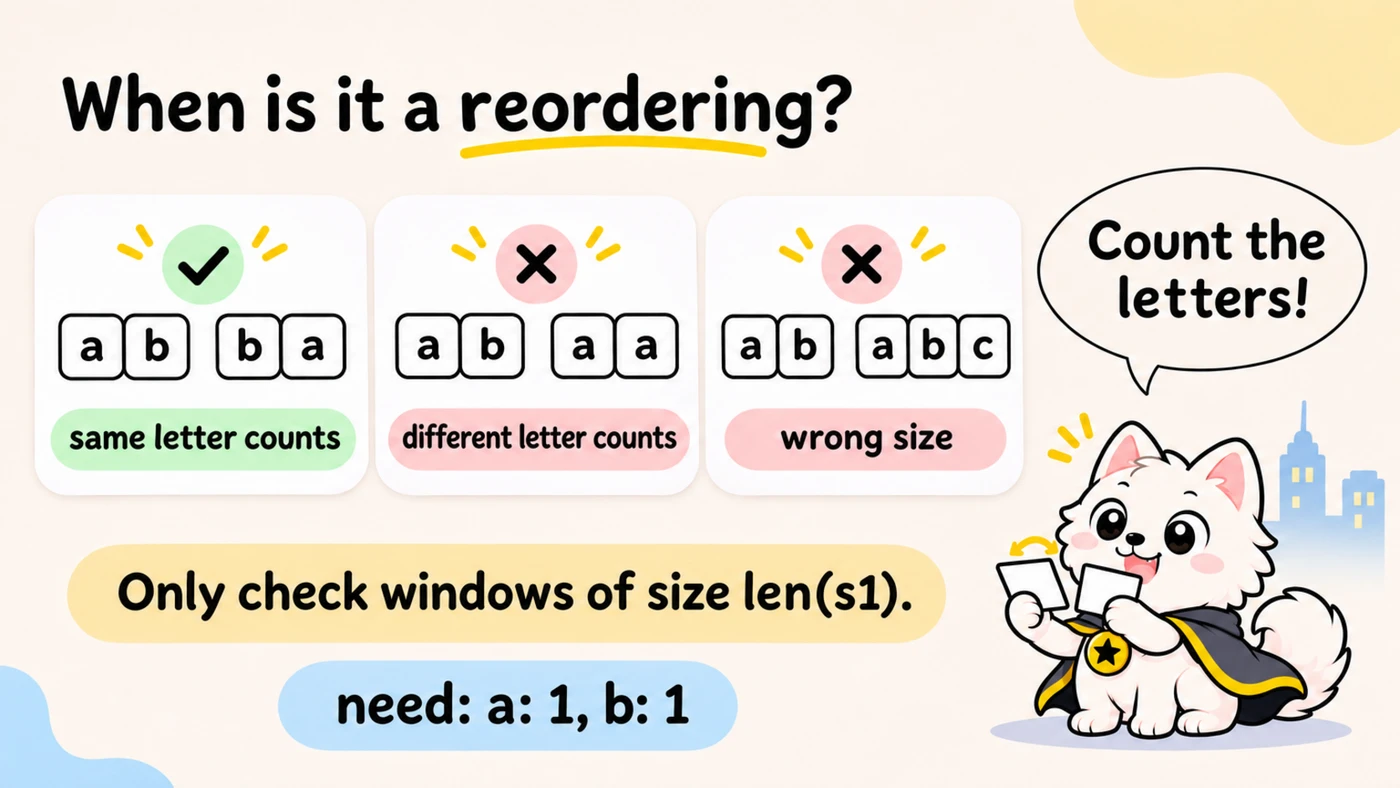 When is it a reordering?
a b b a
same letter counts
a b a a
different letter counts
a b a b c
wrong size
Count the
letters!
Only check windows of size len(s1).
need: a: 1, b: 1